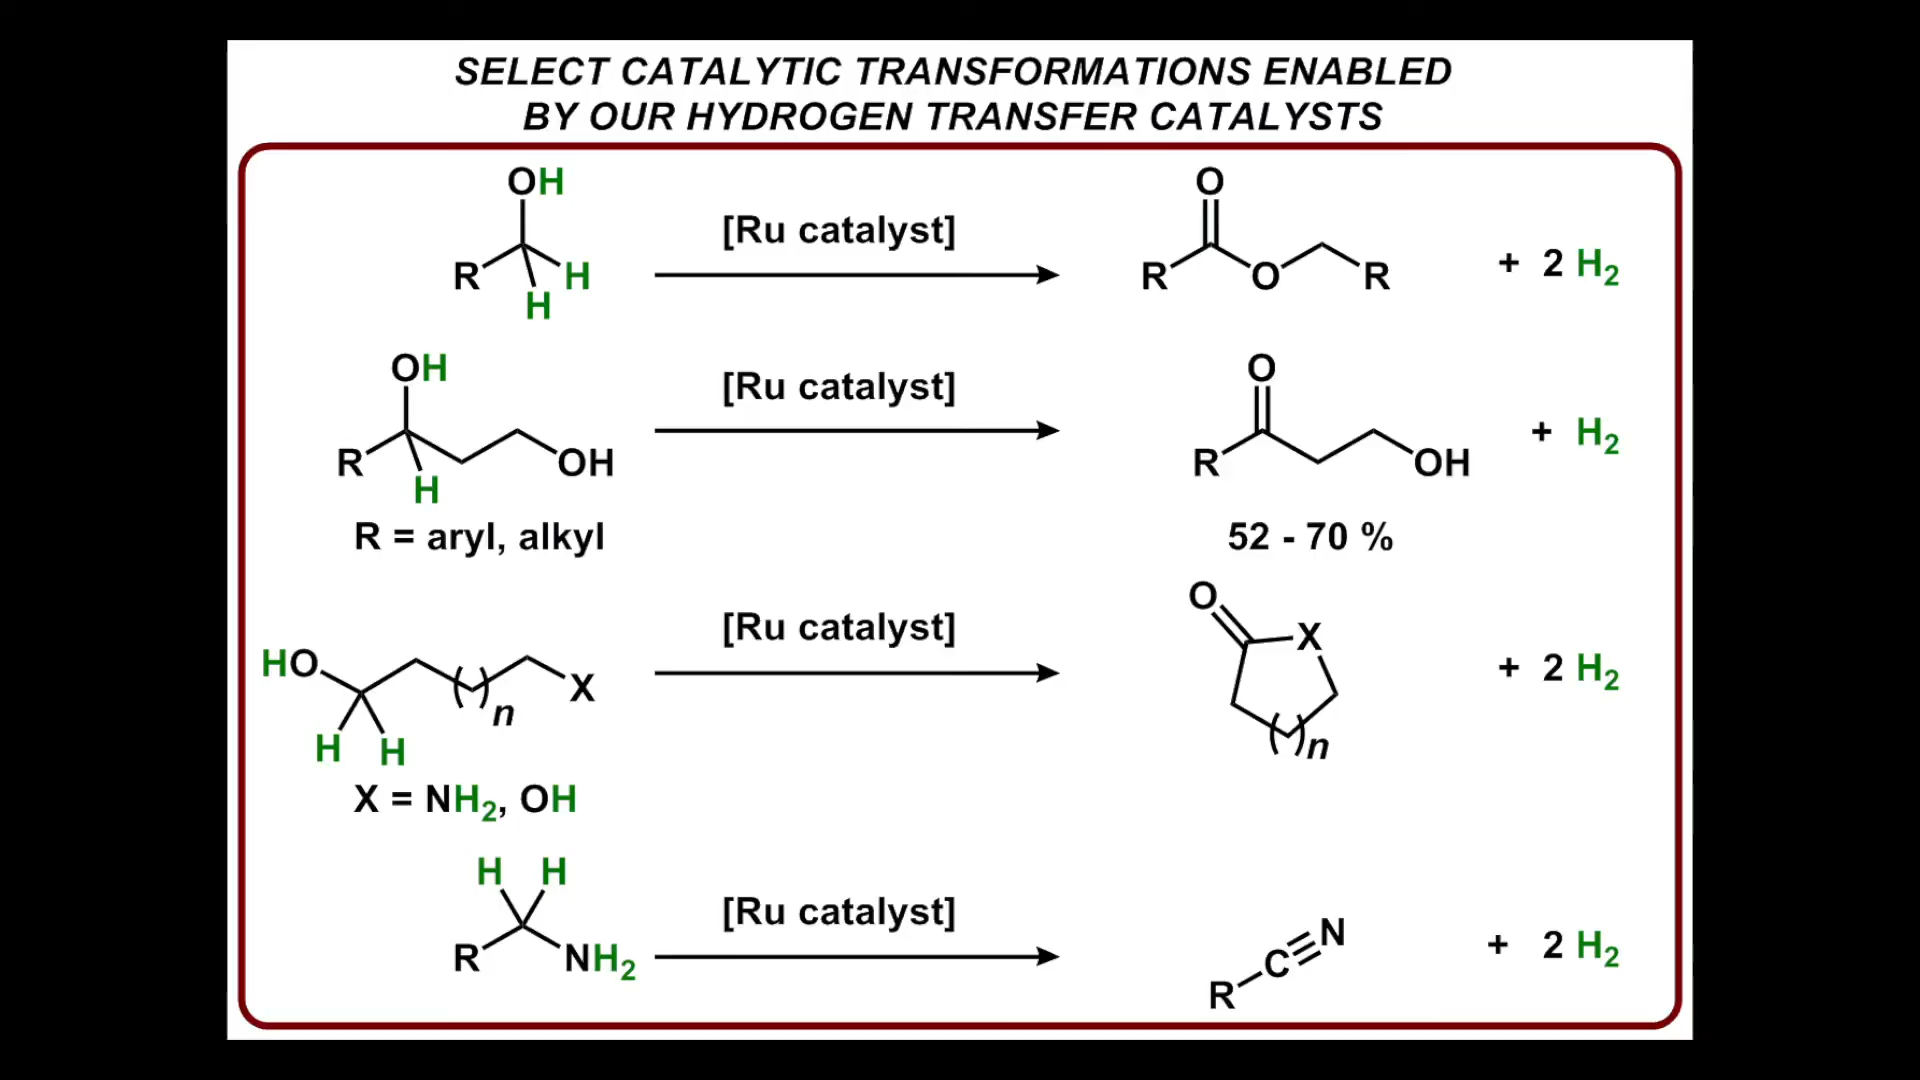 SELECT CATALYTIC TRANSFORMATIONS ENABLED
BY OUR HYDROGEN TRANSFER CATALYSTS
OH
R
H
H
[Ru catalyst]
O
R
O
R
+ 2 H2
OH
R
H
OH
[Ru catalyst]
O
R
OH
+ H2
R = aryl, alkyl
52 - 70 %
HO
H
H
( )n
X
[Ru catalyst]
O
X
( )n
+ 2 H2
X = NH2, OH
H H
R
NH2
[Ru catalyst]
R
C
N
+ 2 H2